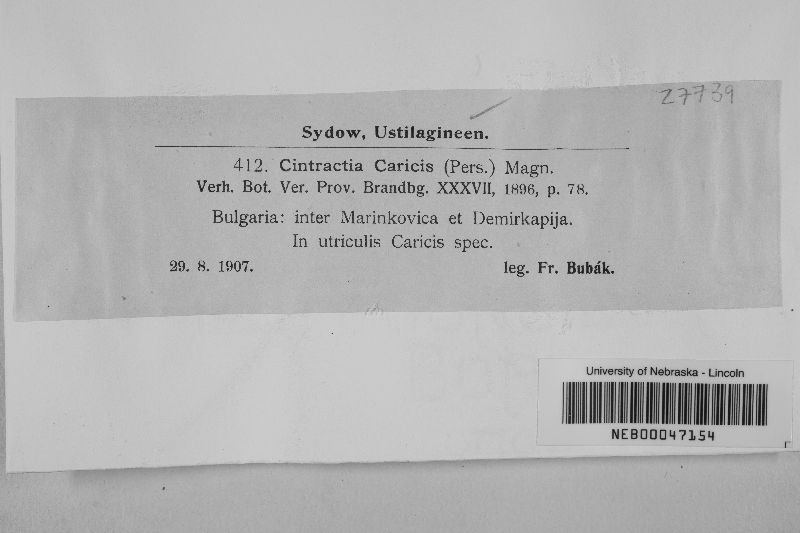 27739
Sydow, Ustilagineen.
412. Cintractia Caricis (Pers.) Magn.
Verh. Bot. Ver. Prov. Brandbg. XXXVII, 1896, p. 78.
Bulgaria: inter Marinkovica et Demirkapija.
In utriculis Caricis spec.
29. 8. 1907. leg. Fr. Bubák.
University of Nebraska - Lincoln
NEB00047154